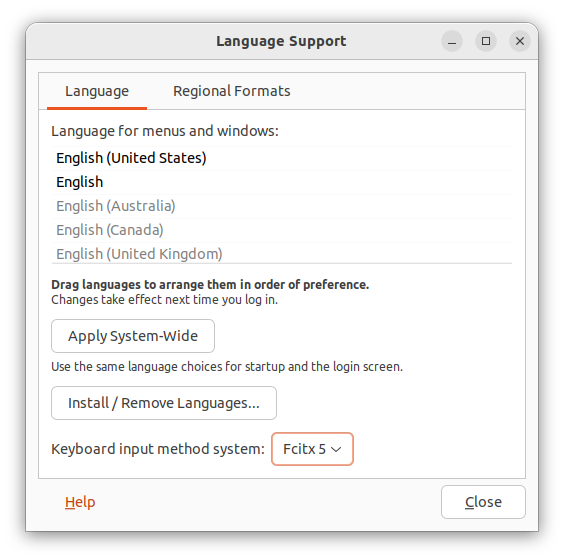 Language Support
Language
Regional Formats
Language for menus and windows:
English (United States)
English
English (Australia)
English (Canada)
English (United Kingdom)
Drag languages to arrange them in order of preference.
Changes take effect next time you log in.
Apply System-Wide
Use the same language choices for startup and the login screen.
Install / Remove Languages...
Keyboard input method system: Fcitx 5
Help
Close